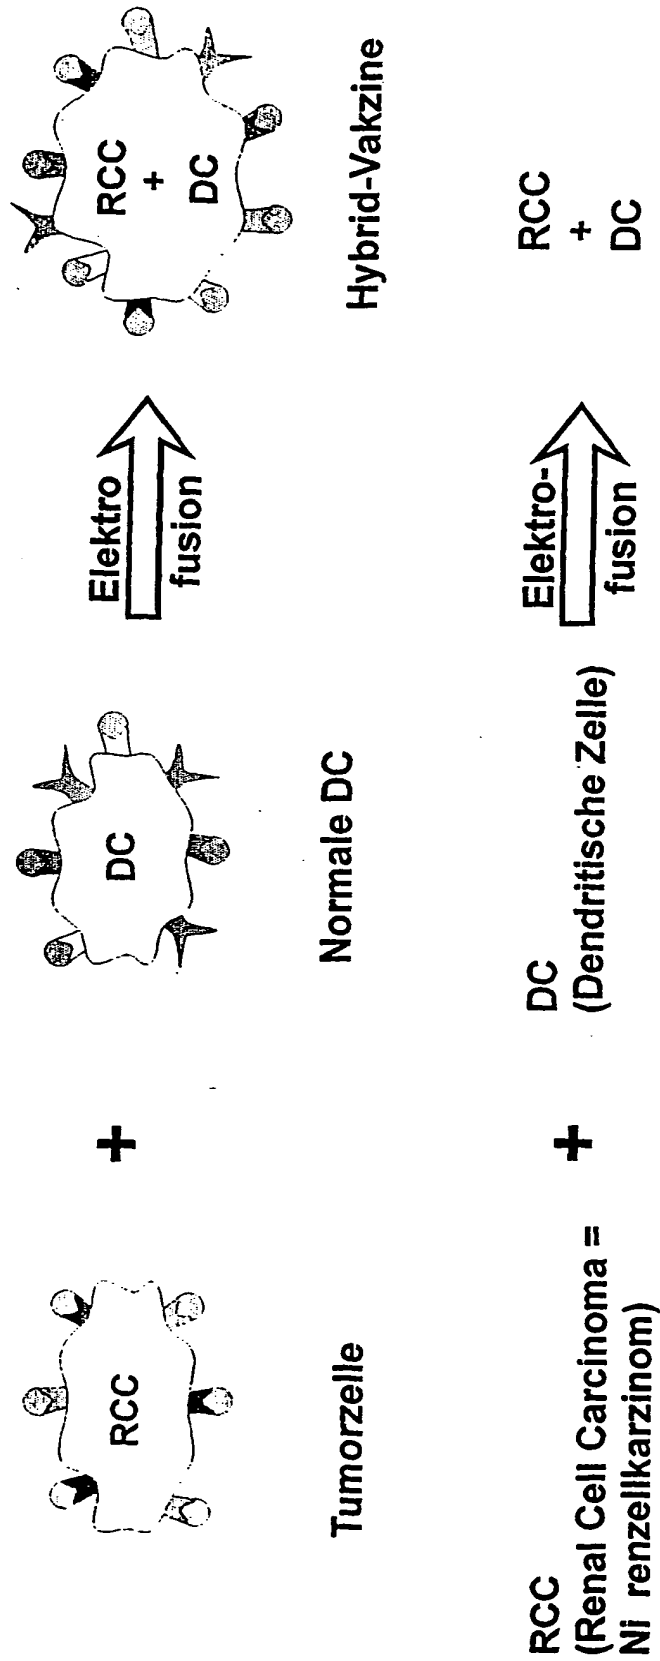 RCC
+
DC
Elektro
fusion
RCC
+
DC
Tumorzelle
Normale DC
Hybrid-Vakzine
RCC
(Renal Cell Carcinoma =
Ni renzellkarzinom)
+
DC
(Dendritische Zelle)
Elektro-
fusion
RCC
+
DC